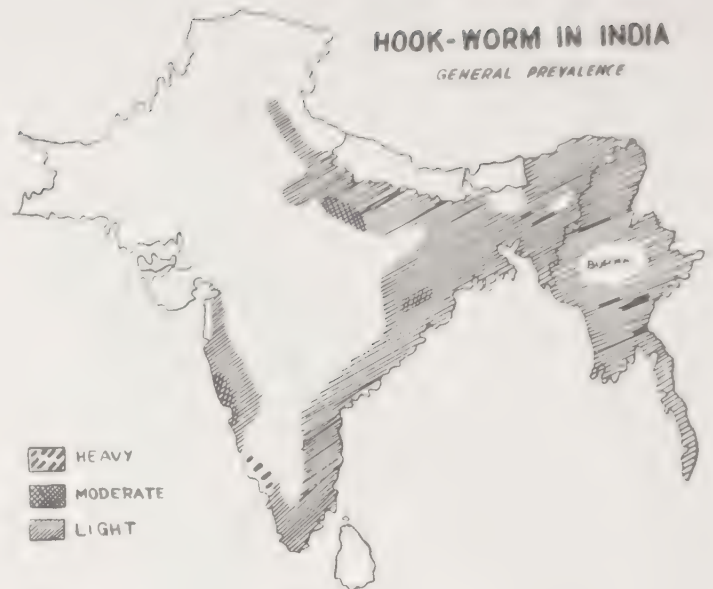 HOOK-WORM IN INDIA
GENERAL PREVALENCE
BURMA
HEAVY
MODERATE
LIGHT